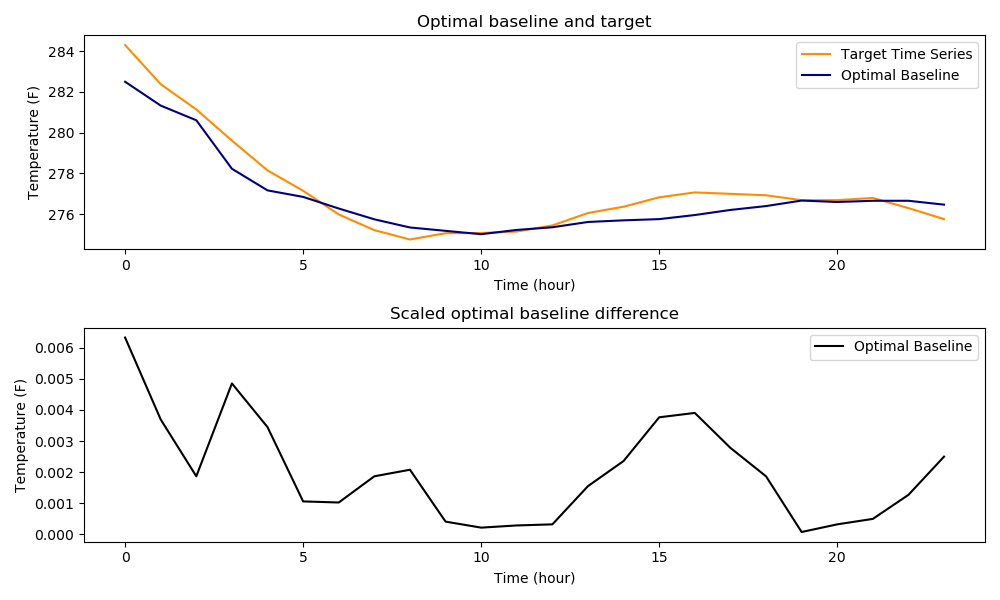 Optimal baseline and target
Target Time Series
Optimal Baseline
Temperature (F)
284
282
280
278
276
0 5 10 15 20
Time (hour)
Scaled optimal baseline difference
Optimal Baseline
Temperature (F)
0.006
0.005
0.004
0.003
0.002
0.001
0.000
0 5 10 15 20
Time (hour)